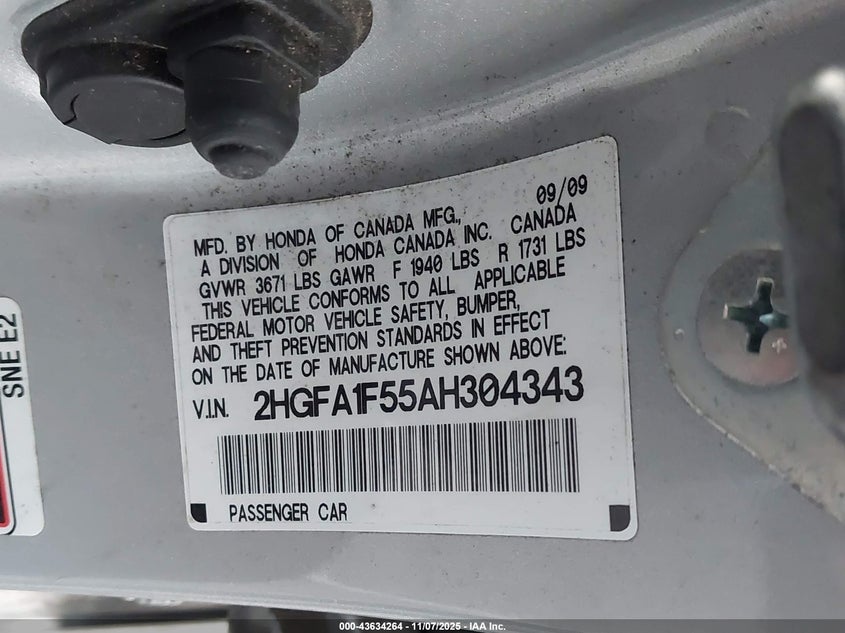 09/09
MFD. BY HONDA OF CANADA MFG.,
A DIVISION OF HONDA CANADA INC. CANADA
GVWR 3671 LBS GAWR F 1940 LBS R 1731 LBS
THIS VEHICLE CONFORMS TO ALL APPLICABLE
FEDERAL MOTOR VEHICLE SAFETY, BUMPER,
AND THEFT PREVENTION STANDARDS IN EFFECT
ON THE DATE OF MANUFACTURE SHOWN ABOVE:
V.I.N. 2HGFA1F55AH304343
PASSENGER CAR
SNE E2
000-43634264 - 11/07/2025 - IAA Inc.